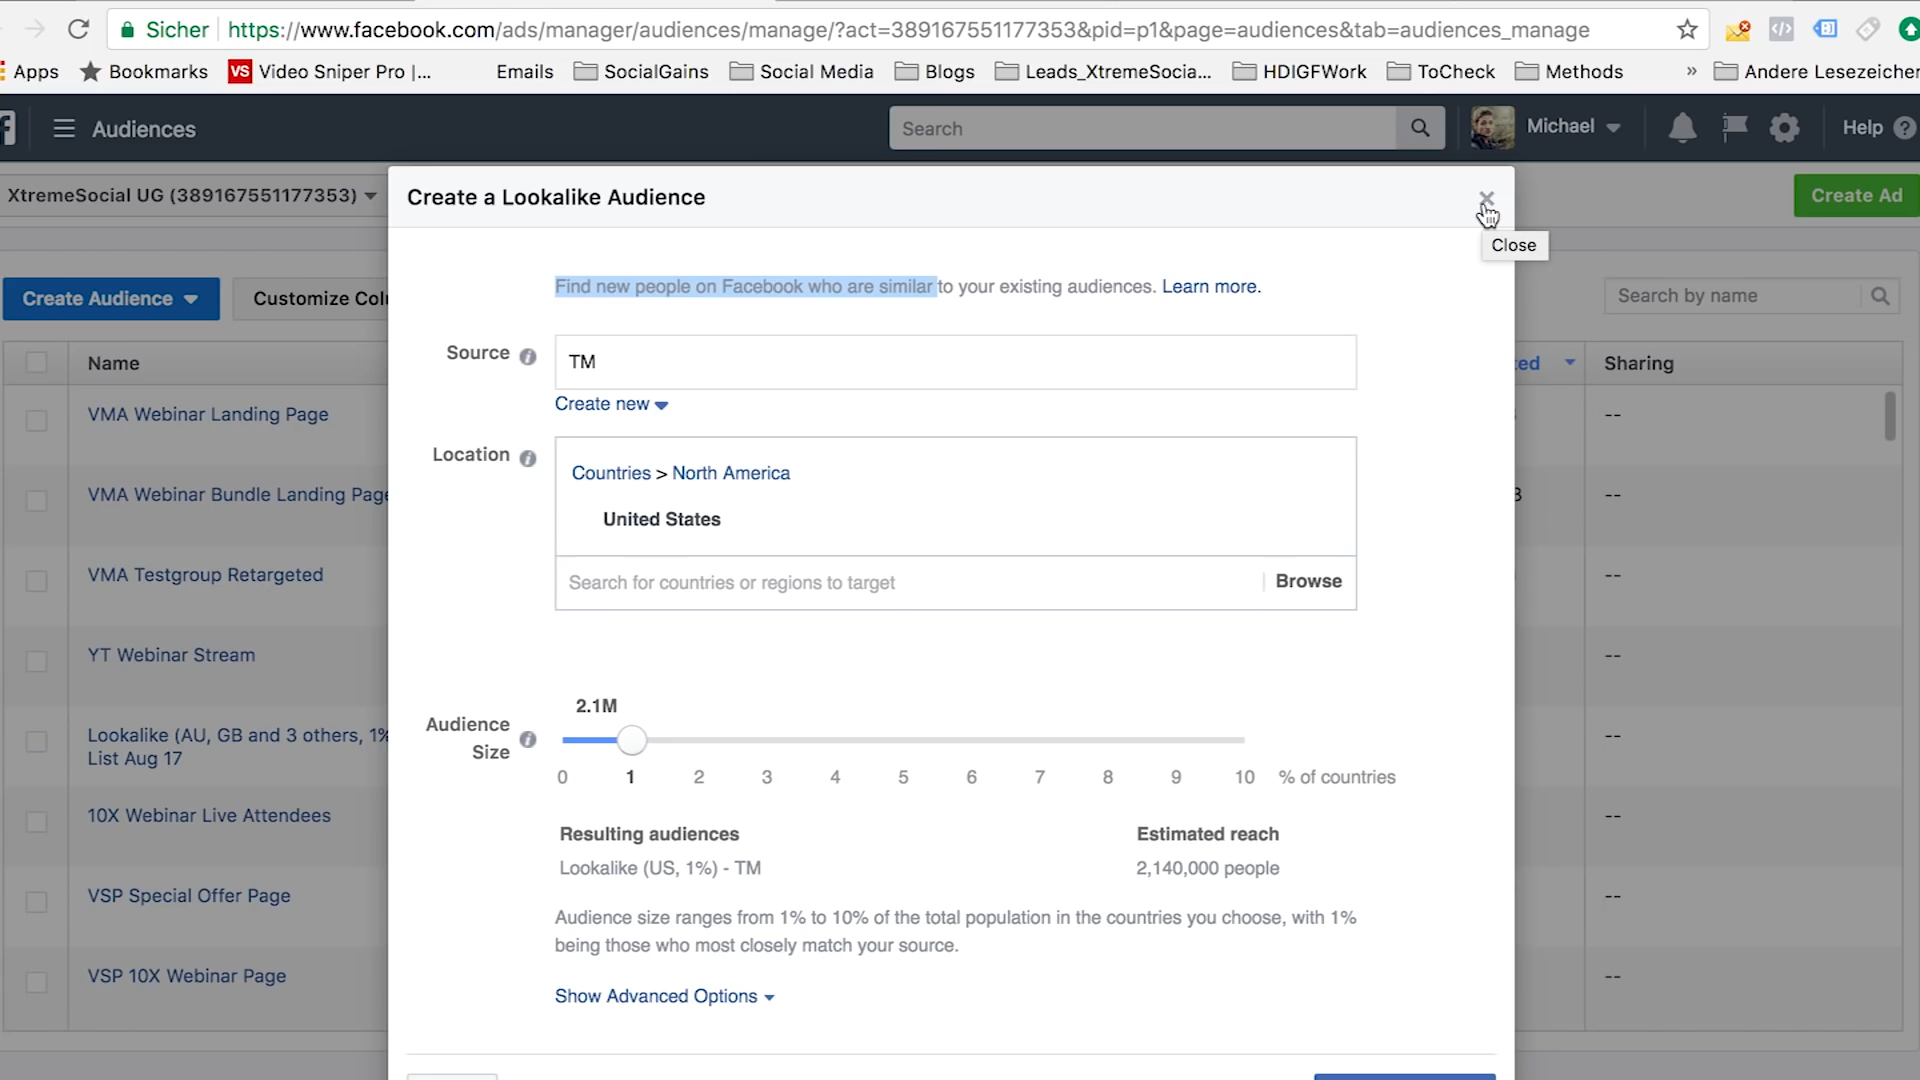 Sicher https://www.facebook.com/ads/manager/audiences/manage/?act=389167551177353&pid=p1&page=audiences&tab=audiences_manage
Apps Bookmarks VS Video Sniper Pro |... Emails SocialGains Social Media Blogs Leads_XtremeSocia... HDIGFWork ToCheck Methods » Andere Lesezeichen
Audiences Search Michael Help ?
XtremeSocial UG (389167551177353) Create a Lookalike Audience Create Ad
Close
Find new people on Facebook who are similar to your existing audiences. Learn more.
Create Audience Customize Colu Search by name
Source i TM
Name ted Sharing
Create new
VMA Webinar Landing Page --
Location i Countries > North America
VMA Webinar Bundle Landing Page --
United States
VMA Testgroup Retargeted Search for countries or regions to target Browse --
YT Webinar Stream --
2.1M
Audience Size i
Lookalike (AU, GB and 3 others, 1%
List Aug 17 --
0 1 2 3 4 5 6 7 8 9 10 % of countries
10X Webinar Live Attendees --
Resulting audiences Estimated reach
Lookalike (US, 1%) - TM 2,140,000 people
VSP Special Offer Page --
Audience size ranges from 1% to 10% of the total population in the countries you choose, with 1%
being those who most closely match your source.
VSP 10X Webinar Page --
Show Advanced Options